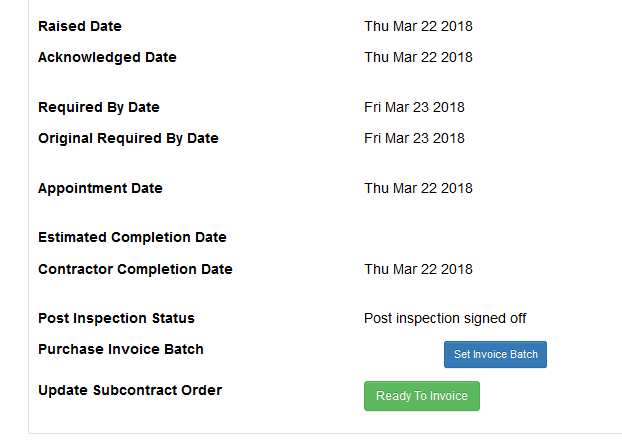 Raised Date Thu Mar 22 2018
Acknowledged Date Thu Mar 22 2018
Required By Date Fri Mar 23 2018
Original Required By Date Fri Mar 23 2018
Appointment Date Thu Mar 22 2018
Estimated Completion Date
Contractor Completion Date Thu Mar 22 2018
Post Inspection Status Post inspection signed off
Purchase Invoice Batch Set Invoice Batch
Update Subcontract Order Ready To Invoice